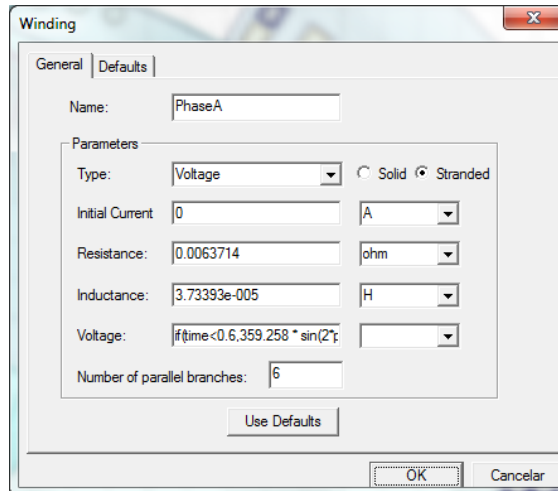 Winding
General Defaults
Name: PhaseA
Parameters
Type: Voltage Solid Stranded
Initial Current 0 A
Resistance: 0.0063714 ohm
Inductance: 3.73393e-005 H
Voltage: if(time<0.6,359.258 * sin(2*p
Number of parallel branches: 6
Use Defaults
OK Cancelar